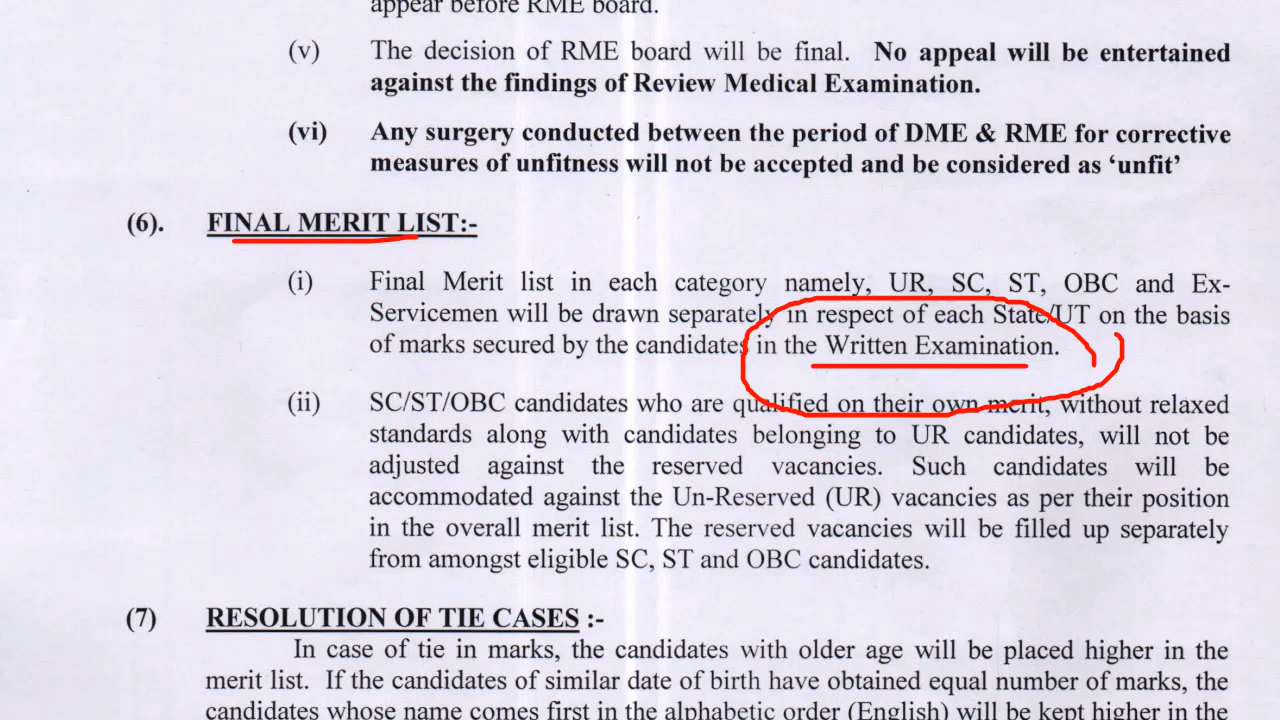 appear before RME board.
(v) The decision of RME board will be final. No appeal will be entertained
against the findings of Review Medical Examination.
(vi) Any surgery conducted between the period of DME & RME for corrective
measures of unfitness will not be accepted and be considered as ‘unfit’
(6). FINAL MERIT LIST:-
(i) Final Merit list in each category namely, UR, SC, ST, OBC and Ex-
Servicemen will be drawn separately in respect of each State/UT on the basis
of marks secured by the candidates in the Written Examination.
(ii) SC/ST/OBC candidates who are qualified on their own merit, without relaxed
standards along with candidates belonging to UR candidates, will not be
adjusted against the reserved vacancies. Such candidates will be
accommodated against the Un-Reserved (UR) vacancies as per their position
in the overall merit list. The reserved vacancies will be filled up separately
from amongst eligible SC, ST and OBC candidates.
(7) RESOLUTION OF TIE CASES :-
In case of tie in marks, the candidates with older age will be placed higher in the
merit list. If the candidates of similar date of birth have obtained equal number of marks, the
candidates whose name comes first in the alphabetic order (English) will be kept higher in the